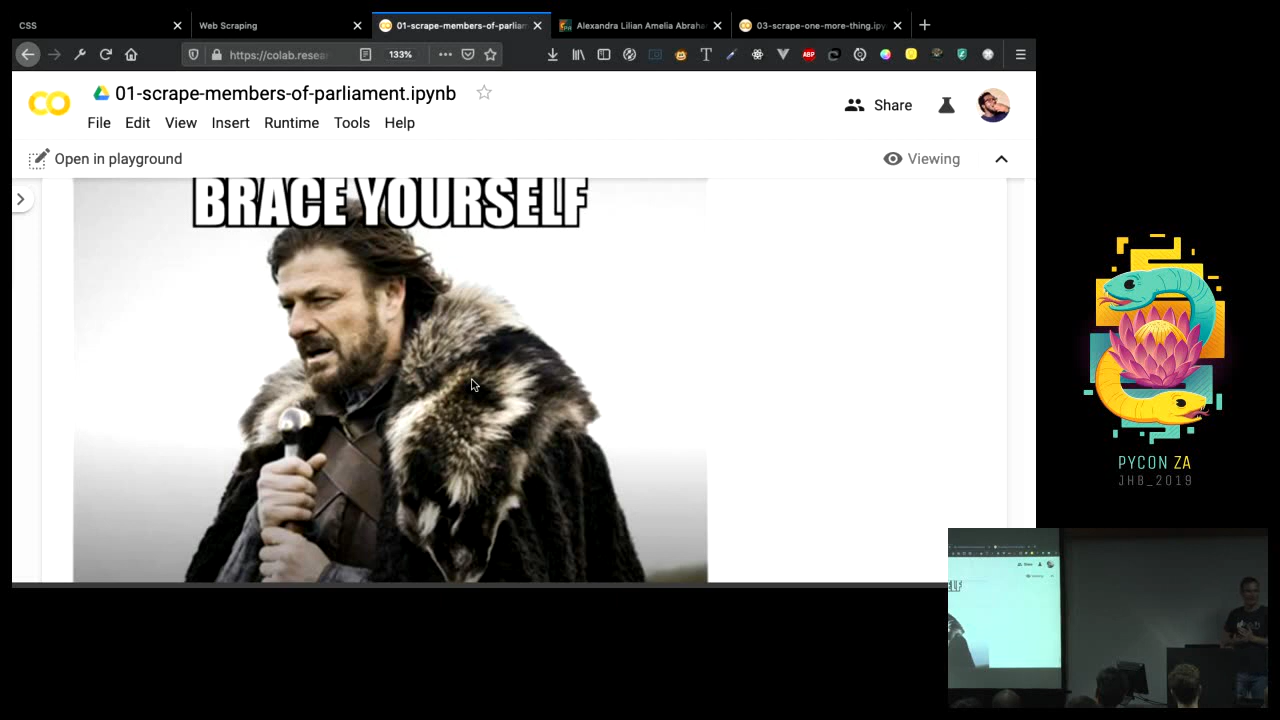 CSS
Web Scraping
01-scrape-members-of-parliam
Alexandra Lilian Amelia Abraha
03-scrape-one-more-thing.ipy
https://colab.resear
133%
ABP
CO
01-scrape-members-of-parliament.ipynb
Share
File Edit View Insert Runtime Tools Help
Open in playground
Viewing
BRACE YOURSELF
PYCON ZA
JHB_2019